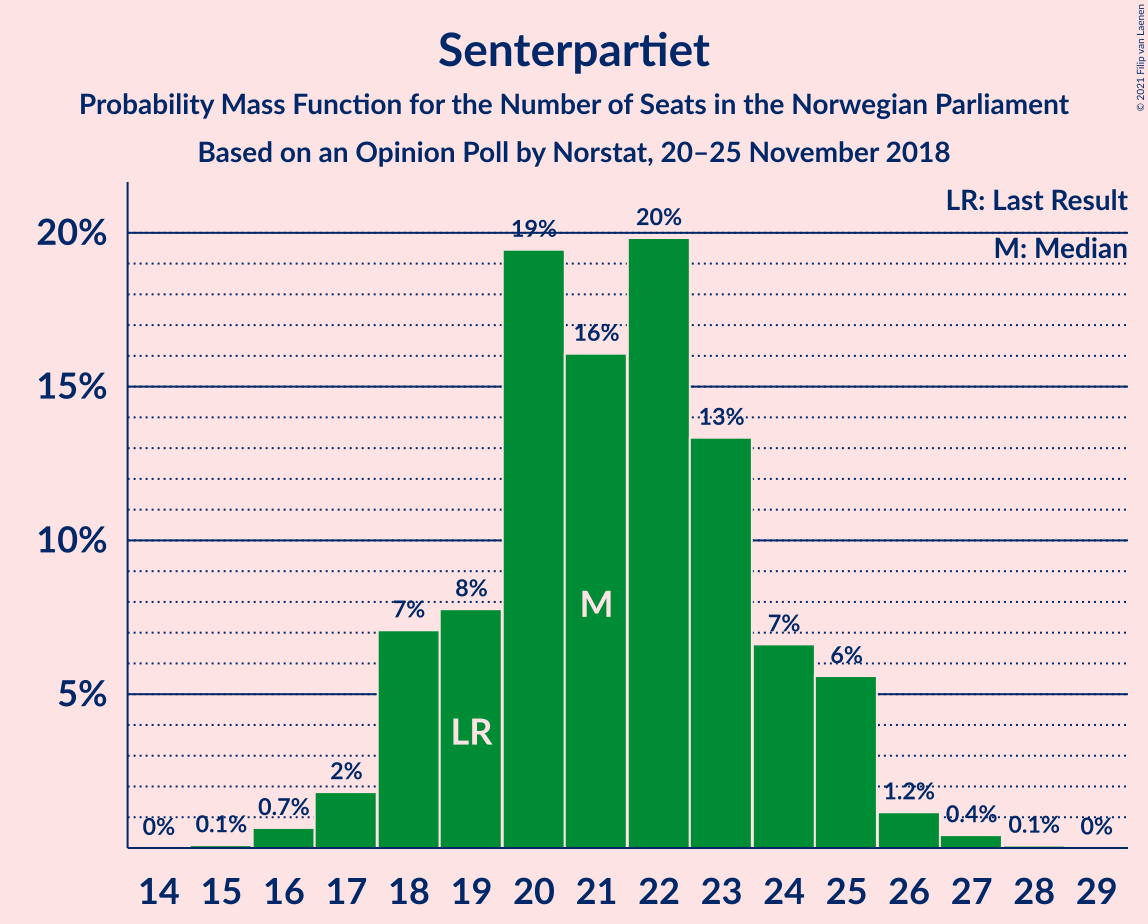 Senterpartiet
Probability Mass Function for the Number of Seats in the Norwegian Parliament
Based on an Opinion Poll by Norstat, 20–25 November 2018
© 2021 Filip van Laenen
LR: Last Result
M: Median
20%
15%
10%
5%
0%
0.1%
0.7%
2%
7%
8%
19%
16%
20%
13%
7%
6%
1.2%
0.4%
0.1%
0%
LR
M
14 15 16 17 18 19 20 21 22 23 24 25 26 27 28 29